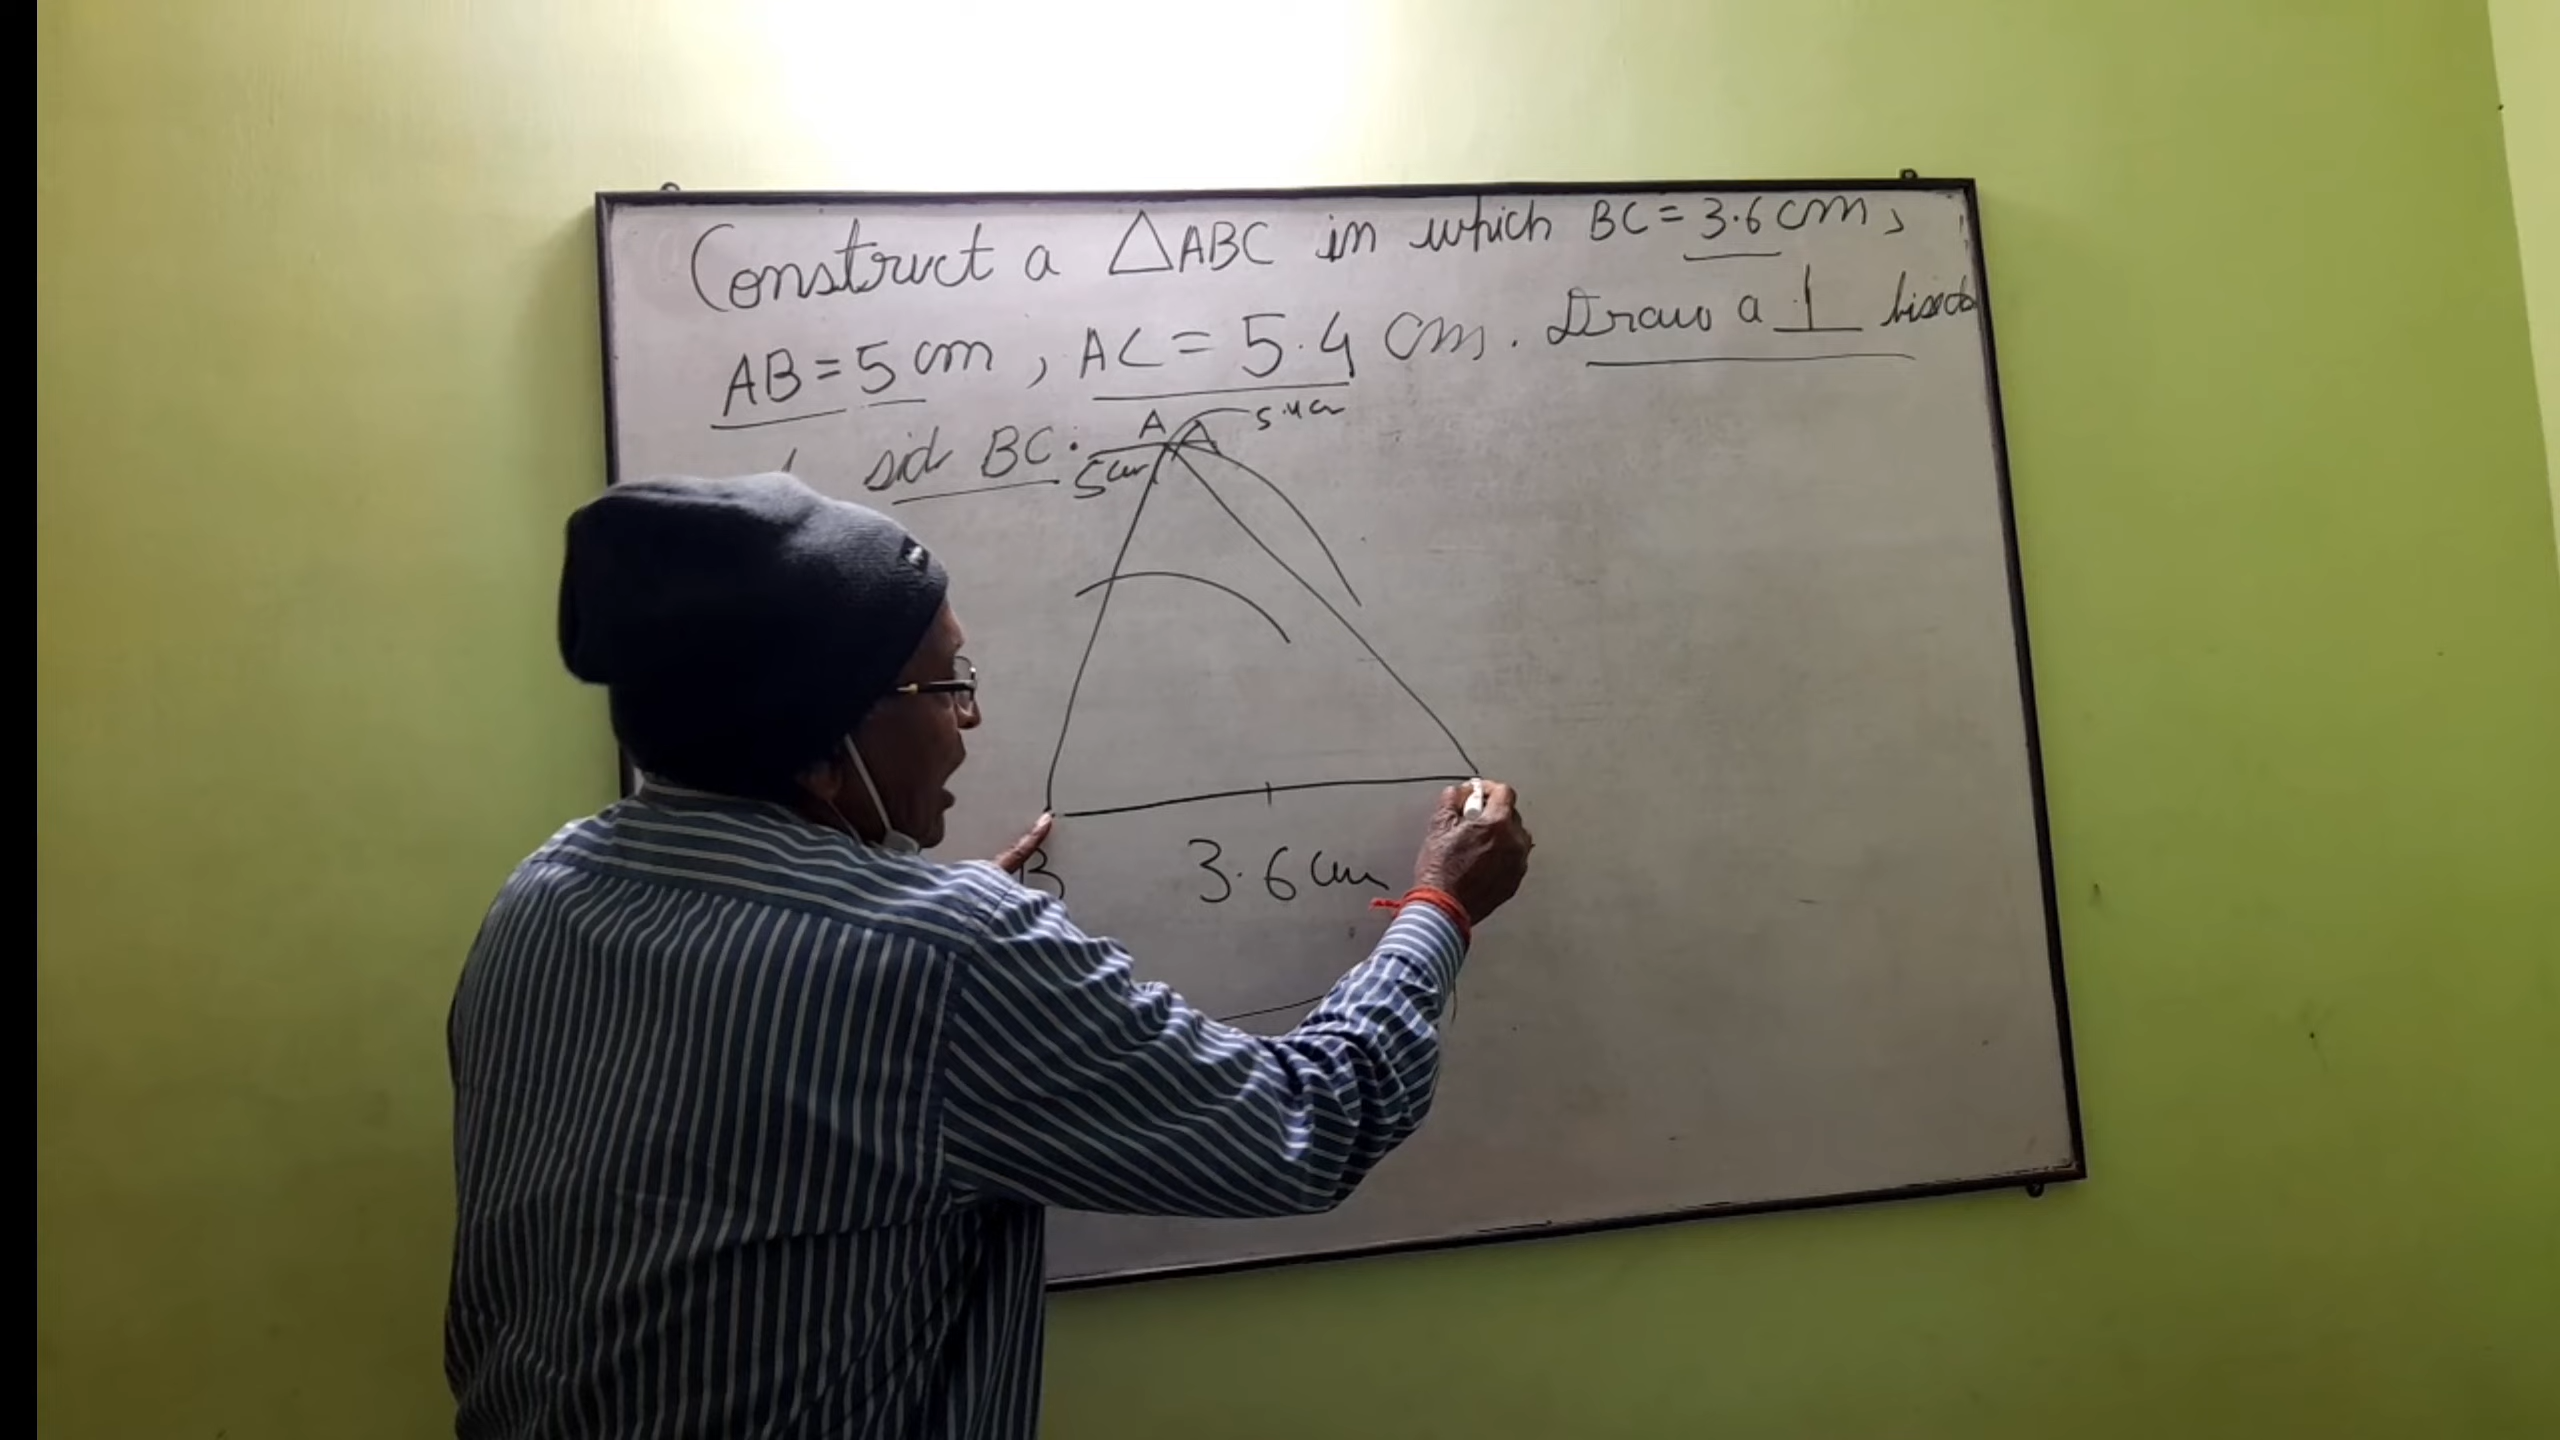 Construct a △ABC in which BC = 3.6 cm,
AB = 5 cm, AC = 5.4 cm. Draw a ⊥
sid BC.
A
A
5.4 cm
5 cm
B
3.6 cm